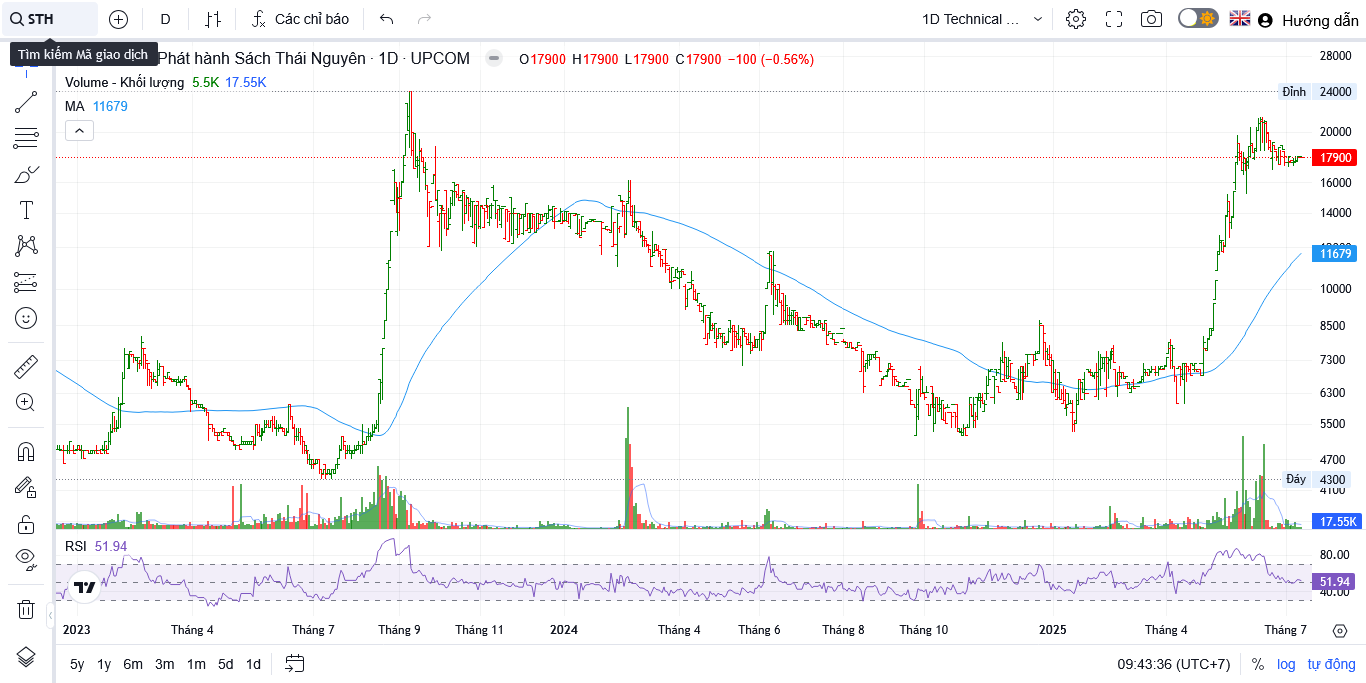 STH D Các chỉ báo 1D Technical ... Hướng dẫn
Tìm kiếm Mã giao dịch Phát hành Sách Thái Nguyên · 1D · UPCOM O17900 H17900 L17900 C17900 −100 (−0.56%)
Volume - Khối lượng 5.5K 17.55K
MA 11679
28000
Đỉnh 24000
20000
17900
16000
14000
11679
10000
8500
7300
6300
5500
4700
Đáy 4300
4100
17.55K
RSI 51.94
80.00
51.94
40.00
2023 Tháng 4 Tháng 7 Tháng 9 Tháng 11 2024 Tháng 4 Tháng 6 Tháng 8 Tháng 10 2025 Tháng 4 Tháng 7
5y 1y 6m 3m 1m 5d 1d 09:43:36 (UTC+7) % log tự động